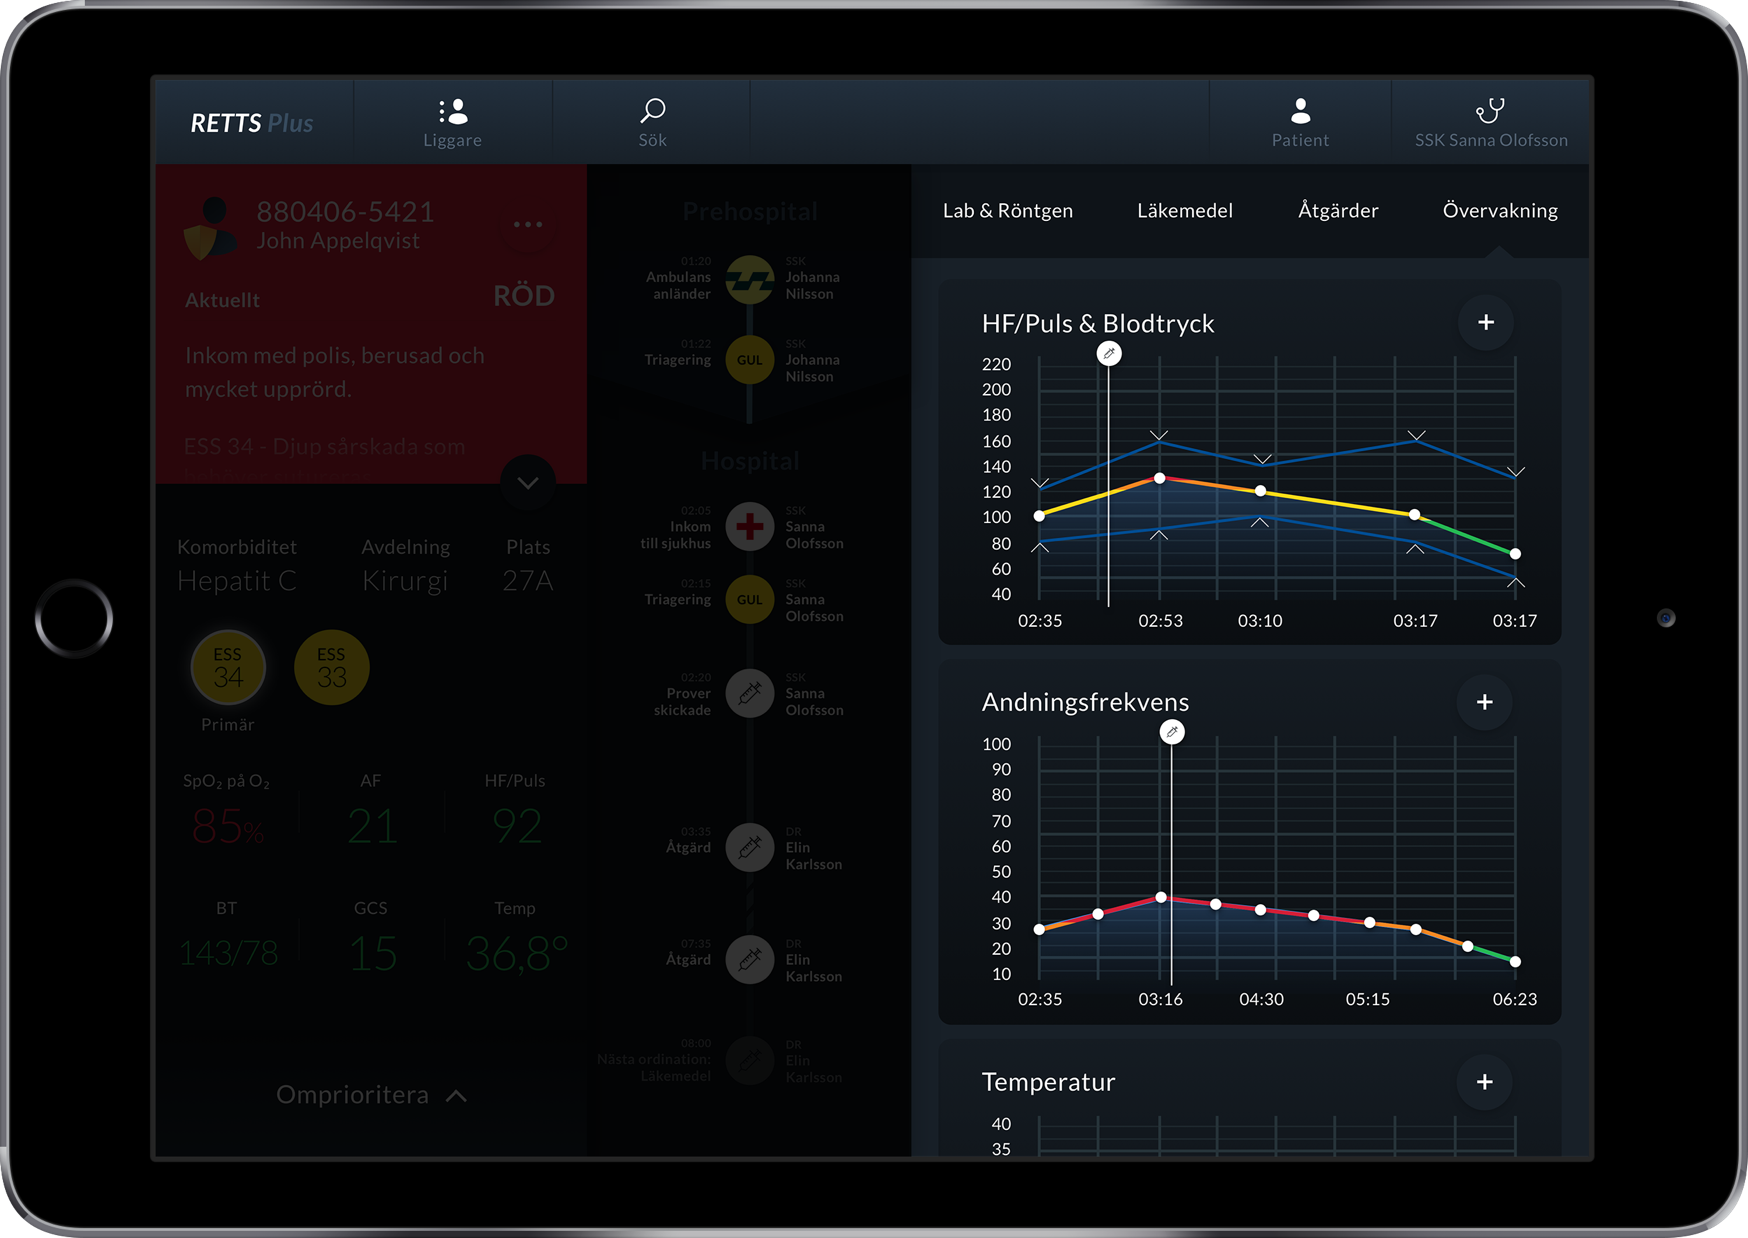 RETTS Plus
Liggare
Sök
Patient
SSK Sanna Olofsson
880406-5421
John Appelqvist
Aktuellt
RÖD
Inkom med polis, berusad och
mycket upprörd.
ESS 34 - Djup sårskada som
Komorbiditet
Hepatit C
Avdelning
Kirurgi
Plats
27A
ESS
34
Primär
ESS
33
SpO₂ på O₂
85%
AF
21
HF/Puls
92
BT
143/78
GCS
15
Temp
36,8°
Omprioritera
Prehospital
01:20
Ambulans
anländer
SSK
Johanna
Nilsson
01:22
Triagering
GUL
SSK
Johanna
Nilsson
Hospital
02:05
Inkom
till sjukhus
SSK
Sanna
Olofsson
02:15
Triagering
GUL
SSK
Sanna
Olofsson
02:20
Prover
skickade
SSK
Sanna
Olofsson
03:35
Åtgärd
DR
Elin
Karlsson
07:35
Åtgärd
DR
Elin
Karlsson
08:00
Nästa ordination:
Läkemedel
DR
Elin
Karlsson
Lab & Röntgen
Läkemedel
Åtgärder
Övervakning
HF/Puls & Blodtryck
+
220
200
180
160
140
120
100
80
60
40
02:35 02:53 03:10 03:17 03:17
Andningsfrekvens
+
100
90
80
70
60
50
40
30
20
10
02:35 03:16 04:30 05:15 06:23
Temperatur
+
40
35